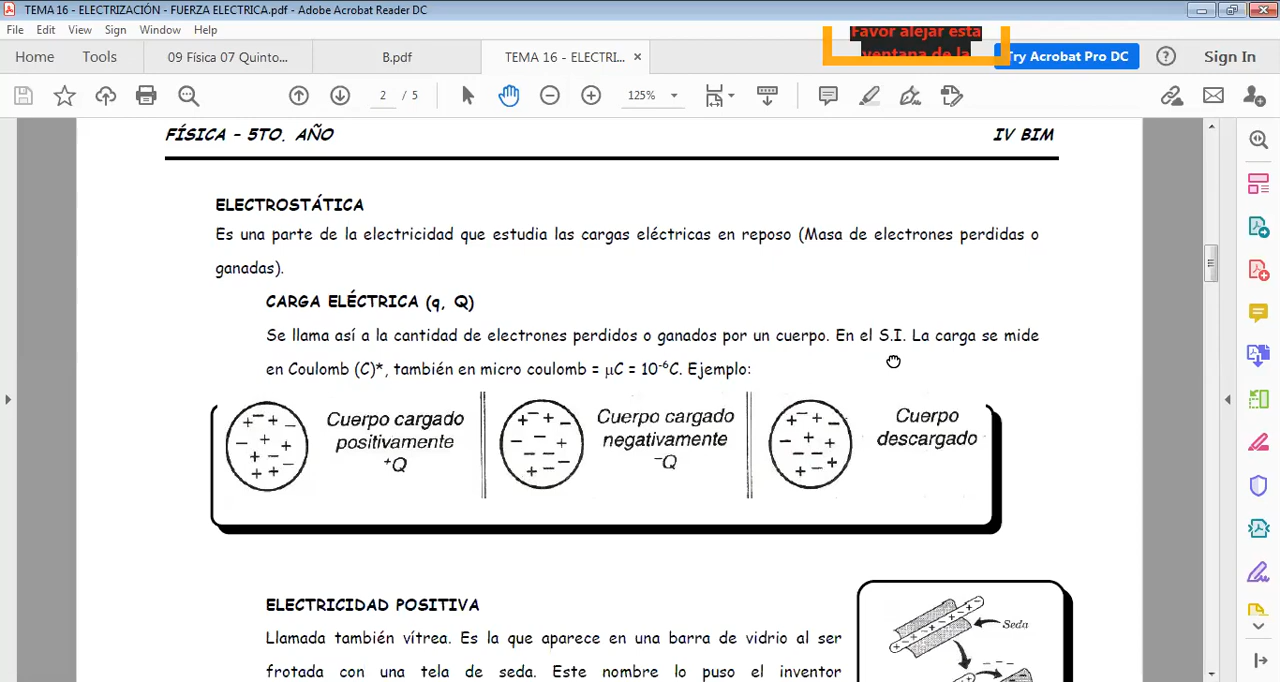 TEMA 16 - ELECTRIZACIÓN - FUERZA ELECTRICA.pdf - Adobe Acrobat Reader DC
File Edit View Sign Window Help
Favor alejar esta
ventana de la
Home Tools 09 Física 07 Quinto... B.pdf TEMA 16 - ELECTRI... × Try Acrobat Pro DC Sign In
2 / 5 125%
FÍSICA – 5TO. AÑO IV BIM
ELECTROSTÁTICA
Es una parte de la electricidad que estudia las cargas eléctricas en reposo (Masa de electrones perdidas o
ganadas).
CARGA ELÉCTRICA (q, Q)
Se llama así a la cantidad de electrones perdidos o ganados por un cuerpo. En el S.I. La carga se mide
en Coulomb (C)*, también en micro coulomb = μC = 10⁻⁶C. Ejemplo:
Cuerpo cargado
positivamente
⁺Q
Cuerpo cargado
negativamente
⁻Q
Cuerpo
descargado
ELECTRICIDAD POSITIVA
Llamada también vítrea. Es la que aparece en una barra de vidrio al ser
frotada con una tela de seda. Este nombre lo puso el inventor
Seda